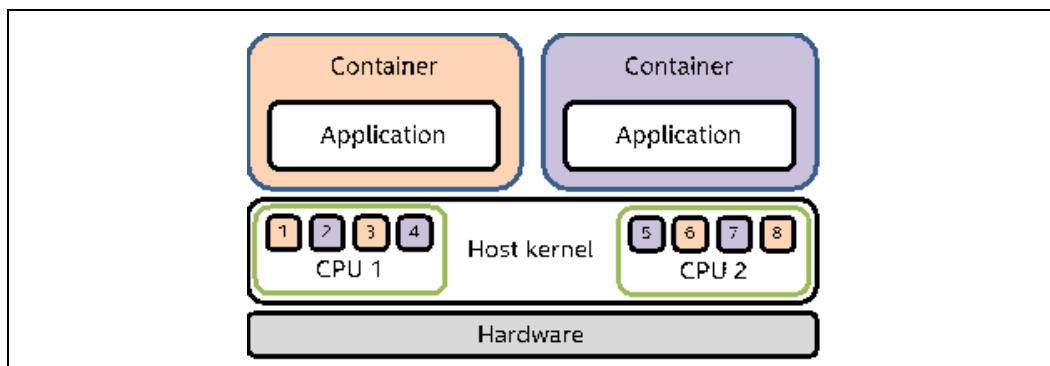 Container
Container
Application
Application
1 2 3 4
Host kernel
5 6 7 8
CPU 1
CPU 2
Hardware